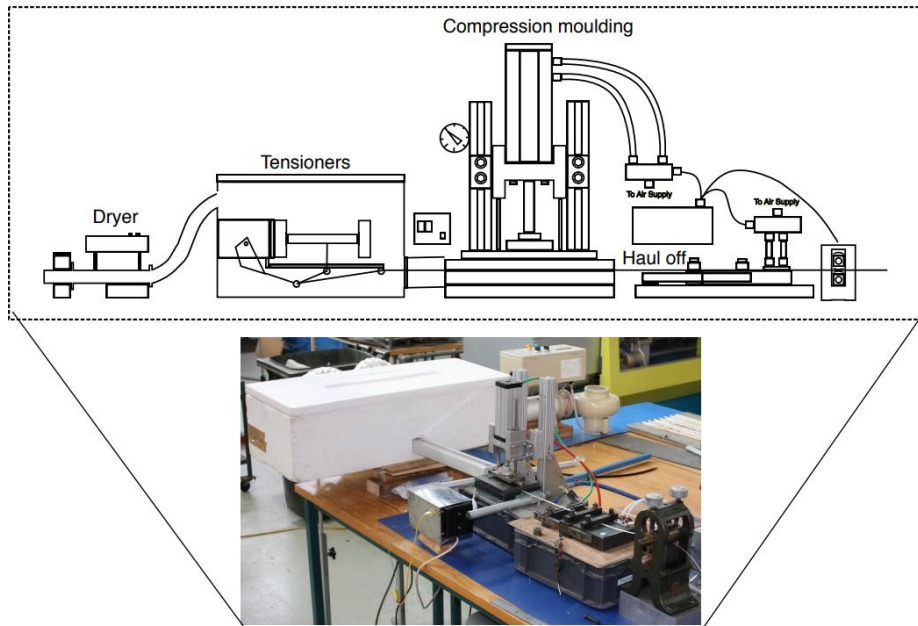 Compression moulding
Tensioners
Dryer
To Air Supply
To Air Supply
Haul off